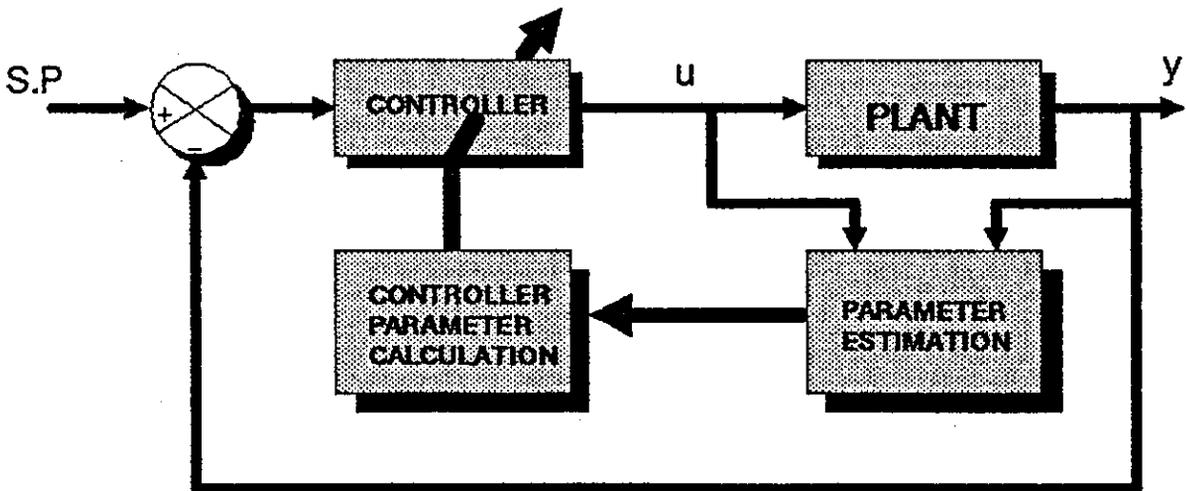 S.P
+
-
CONTROLLER
u
PLANT
y
CONTROLLER
PARAMETER
CALCULATION
PARAMETER
ESTIMATION